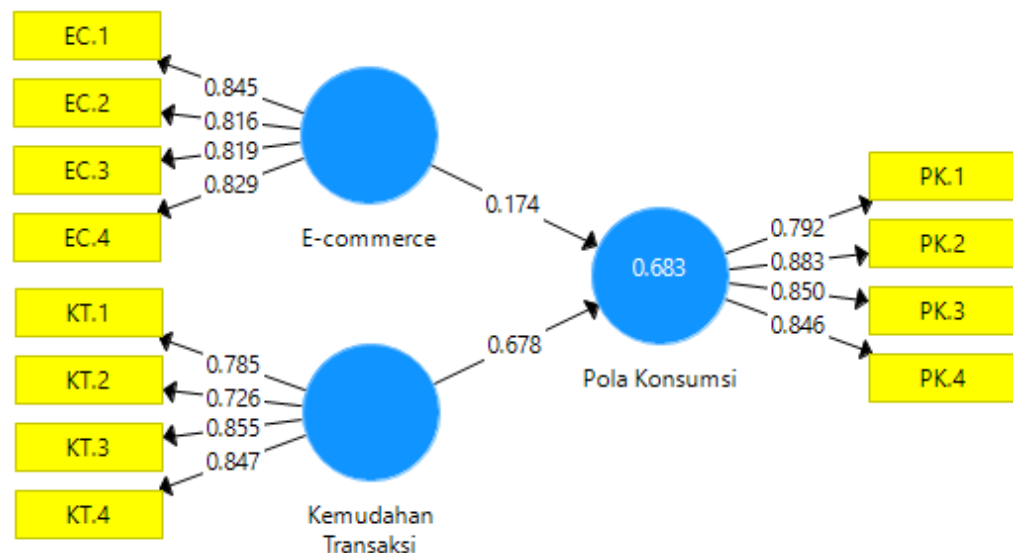 EC.1
0.845
EC.2
0.816
EC.3
0.819
EC.4
0.829
E-commerce
0.174
KT.1
0.785
KT.2
0.726
KT.3
0.855
KT.4
0.847
Kemudahan
Transaksi
0.678
0.683
Pola Konsumsi
PK.1
0.792
PK.2
0.883
PK.3
0.850
PK.4
0.846